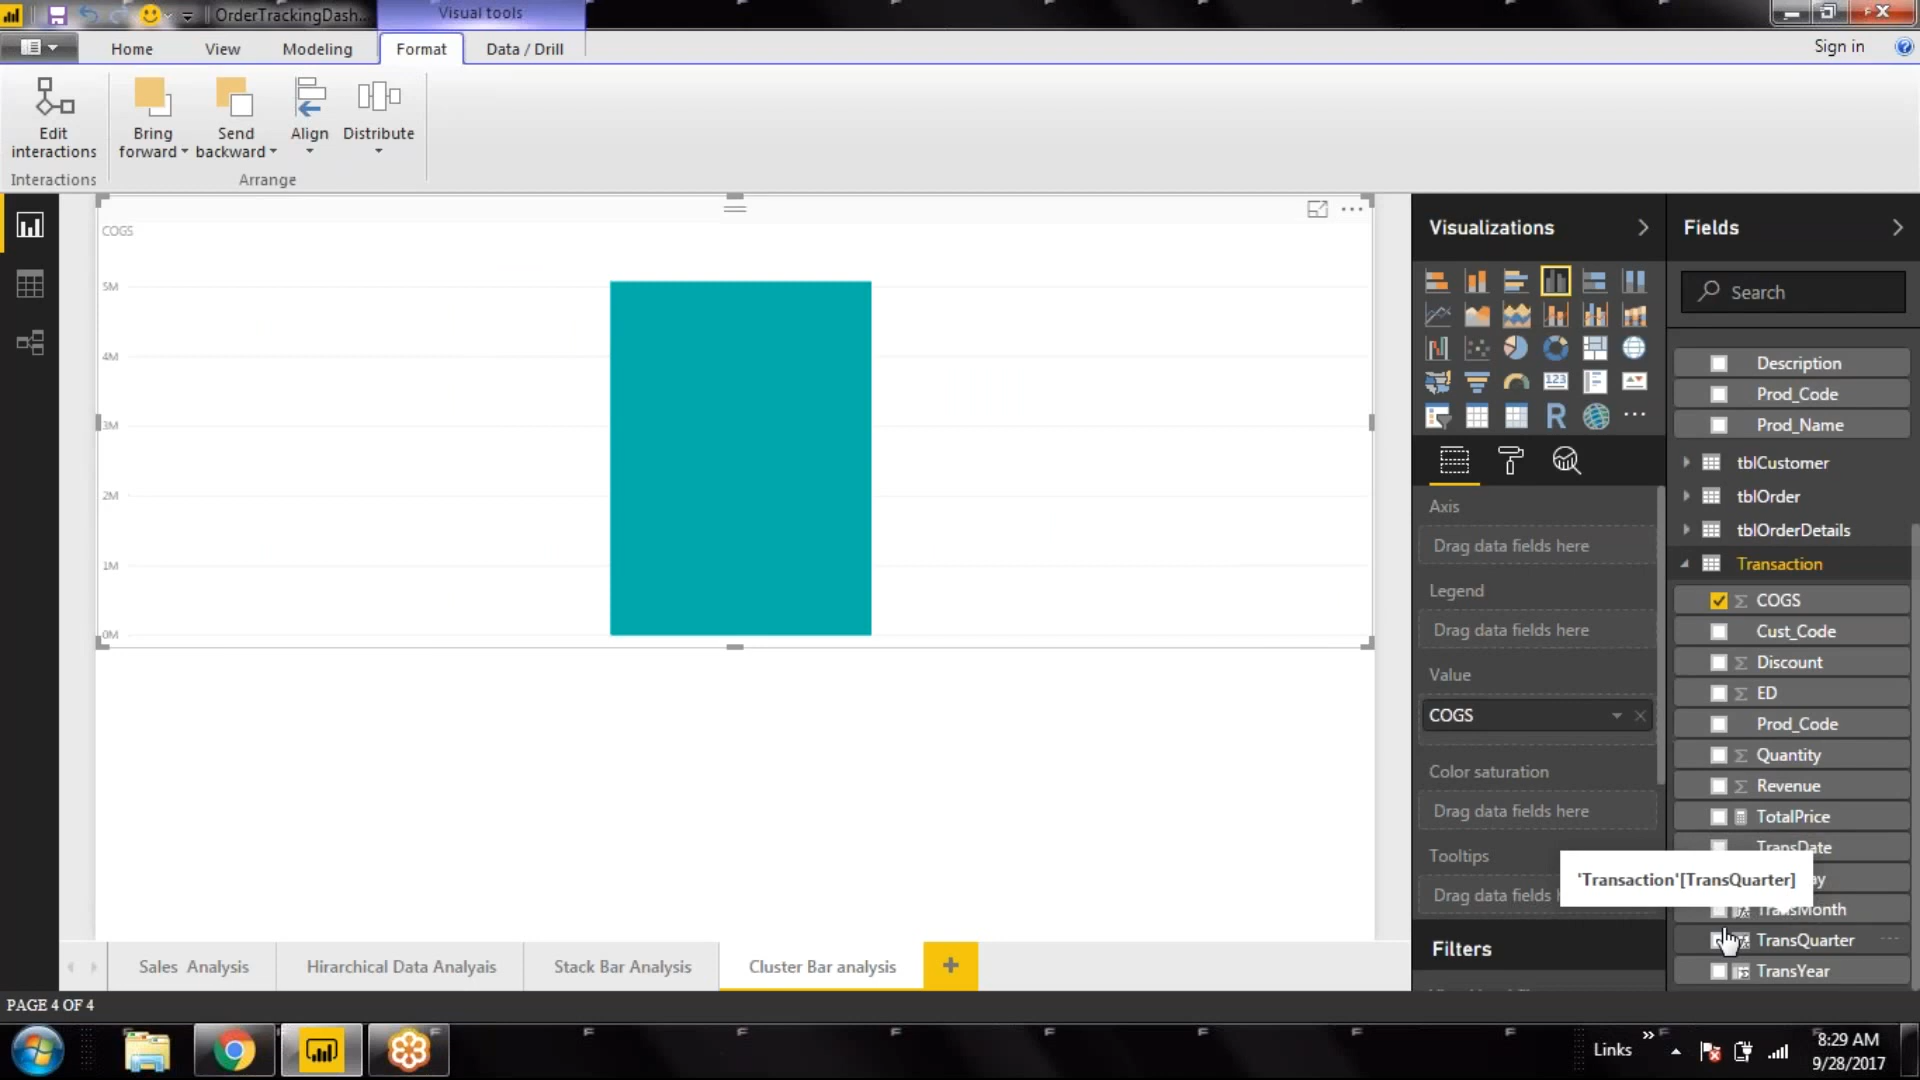 OrderTrackingDash...
Visual tools
Home
View
Modeling
Format
Data / Drill
Sign in
Edit
interactions
Bring
forward
Send
backward
Align
Distribute
Interactions
Arrange
COGS
5M
4M
3M
2M
1M
0M
Visualizations
Fields
Search
123
R
Description
Prod_Code
Prod_Name
tblCustomer
tblOrder
tblOrderDetails
Transaction
COGS
Cust_Code
Discount
ED
Prod_Code
Quantity
Revenue
TotalPrice
TransDate
ay
TransMonth
TransQuarter
TransYear
Axis
Drag data fields here
Legend
Drag data fields here
Value
COGS
Color saturation
Drag data fields here
Tooltips
Drag data fields
'Transaction'[TransQuarter]
Filters
Sales Analysis
Hirarchical Data Analyais
Stack Bar Analysis
Cluster Bar analysis
PAGE 4 OF 4
Links
8:29 AM
9/28/2017